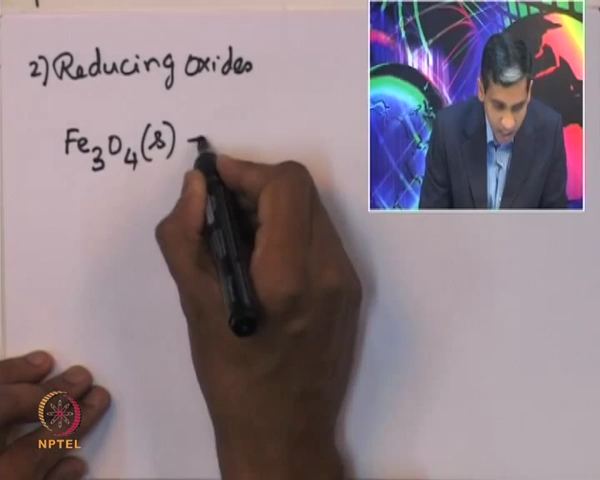 2) Reducing oxides
Fe3O4(s) →
NPTEL